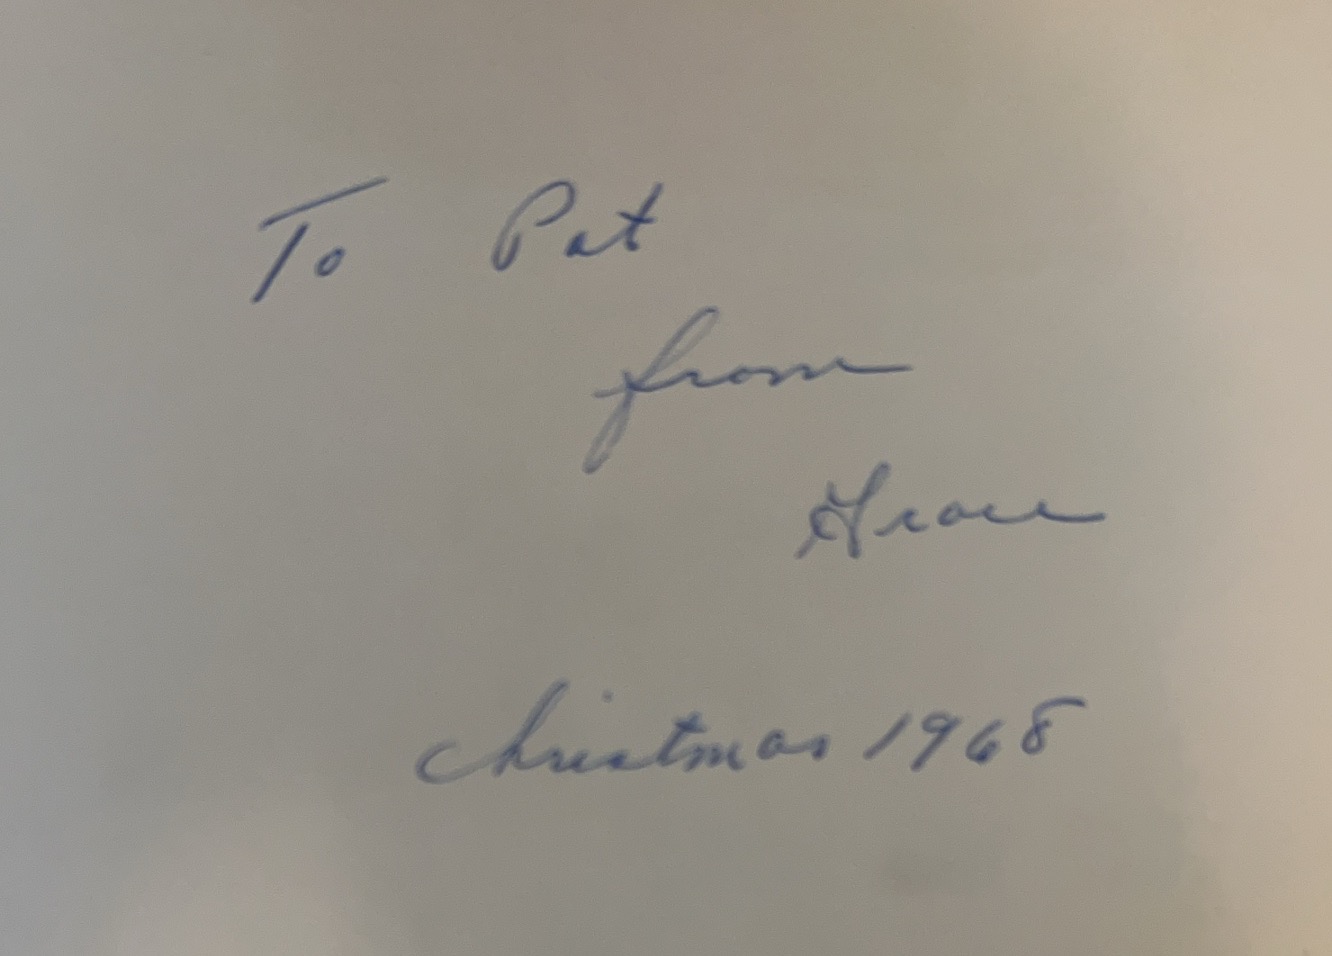 To Pat
from
Grace
Christmas 1968